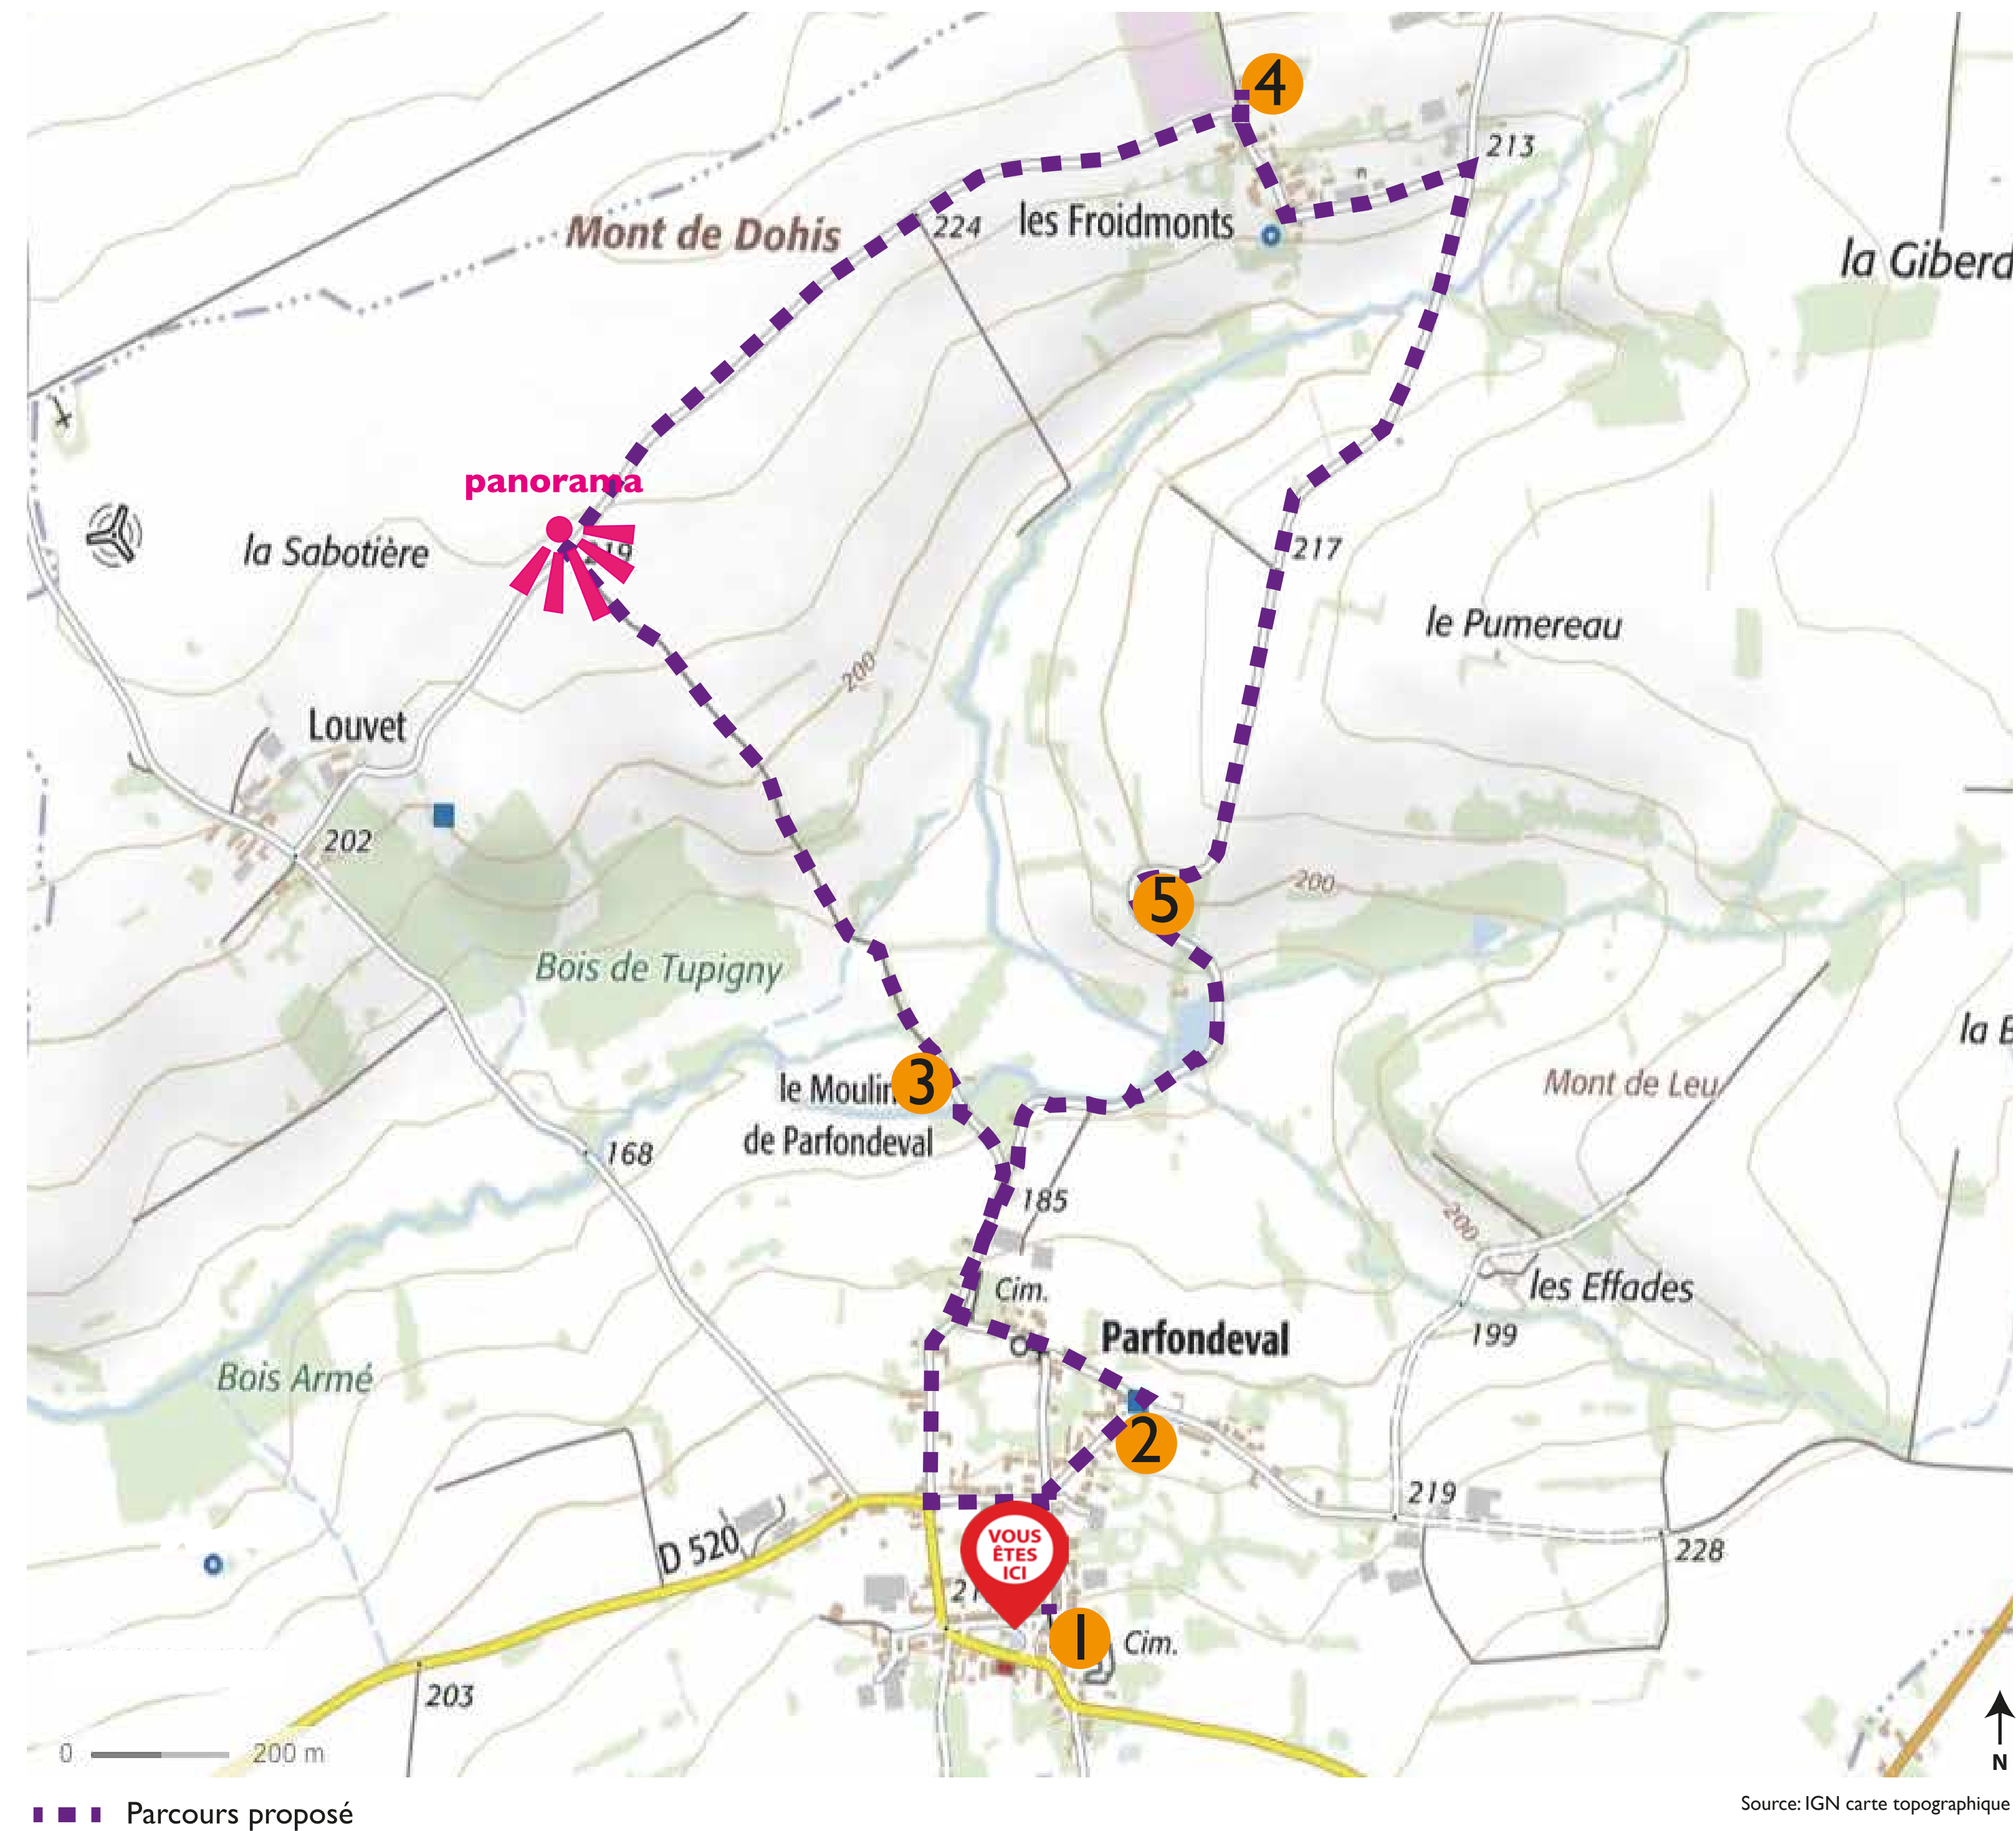 4
213
Mont de Dohis
224
les Froidmonts
la Giberd
panorama
219
la Sabotière
217
le Pumereau
200
Louvet
202
5
200
Bois de Tupigny
la B
3
le Moulin
de Parfondeval
Mont de Leu
168
185
200
Cim.
les Effades
Parfondeval
199
Bois Armé
2
219
D 520
VOUS
ÊTES
ICI
228
1
Cim.
203
0 200 m
N
Parcours proposé
Source: IGN carte topographique